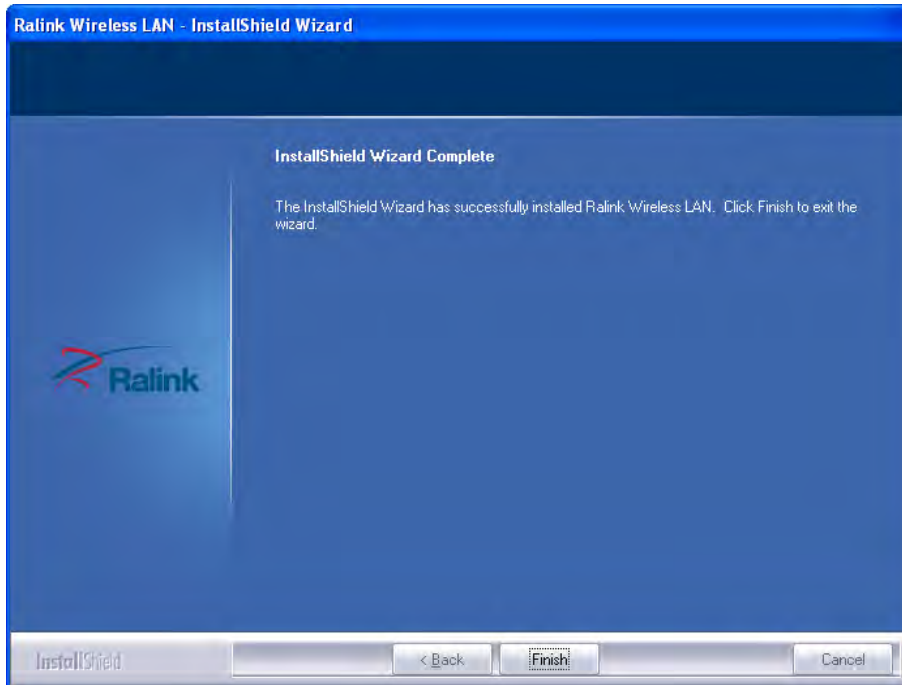 Ralink Wireless LAN - InstallShield Wizard
InstallShield Wizard Complete
The InstallShield Wizard has successfully installed Ralink Wireless LAN. Click Finish to exit the
wizard.
Ralink
InstallShield
< Back
Finish
Cancel